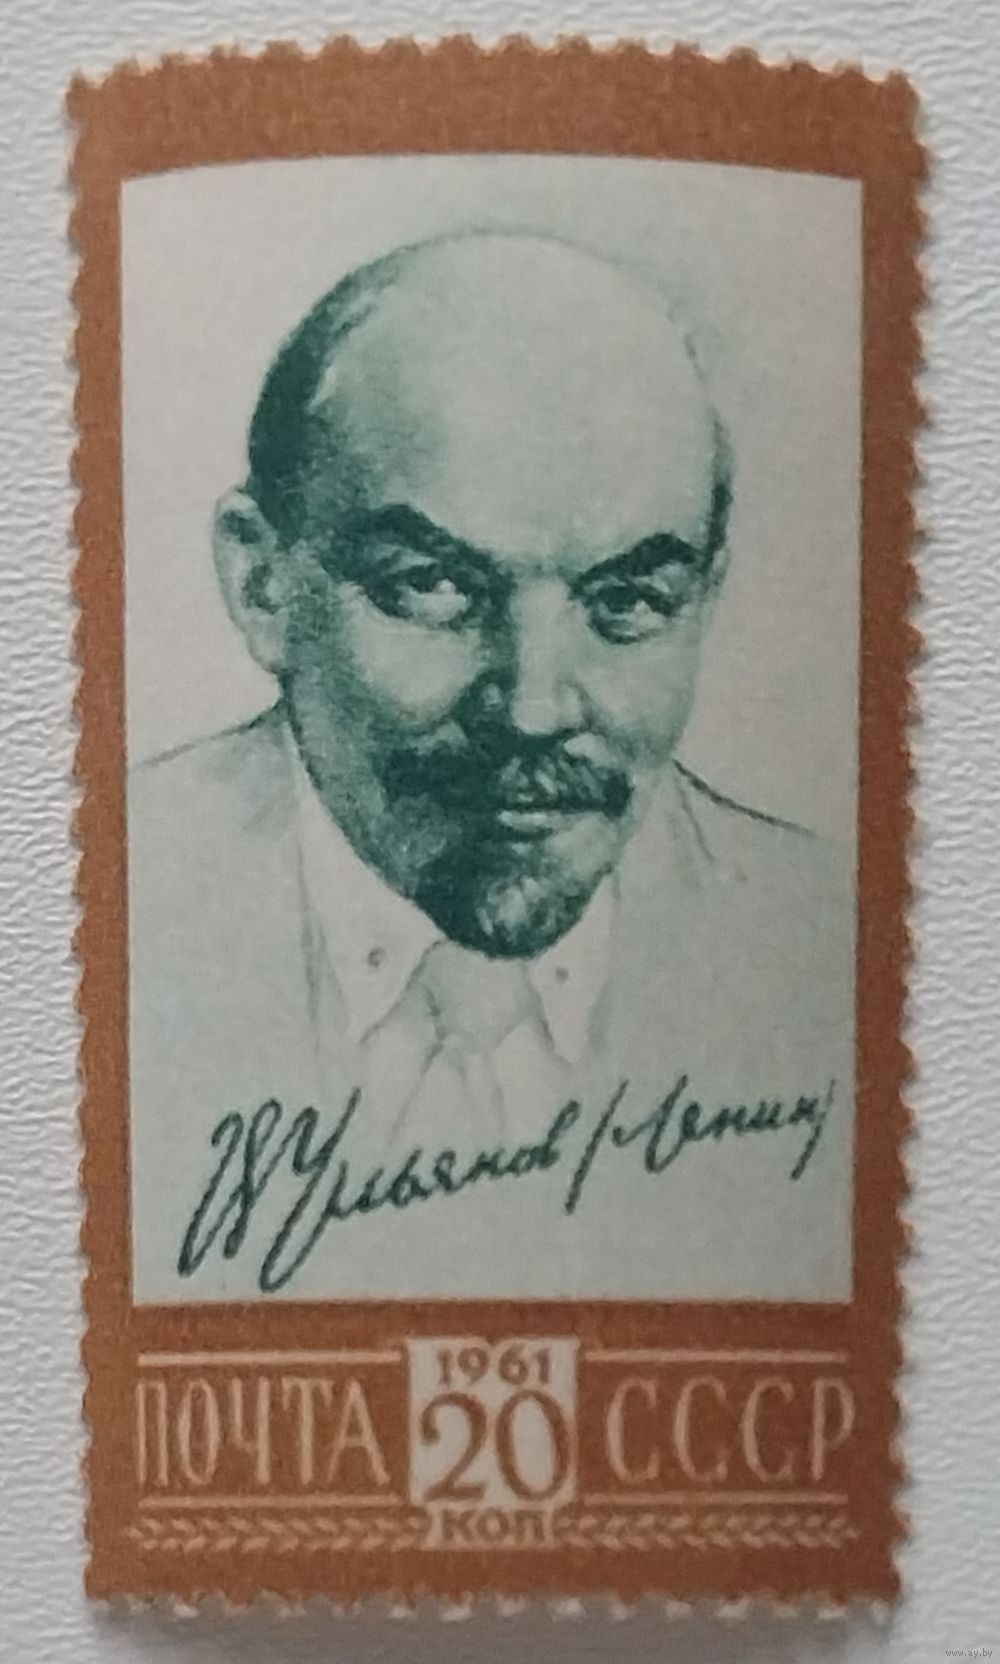 В Ульянов (Ленин)
1961
ПОЧТА 20 СССР
КОП
www.ay.by